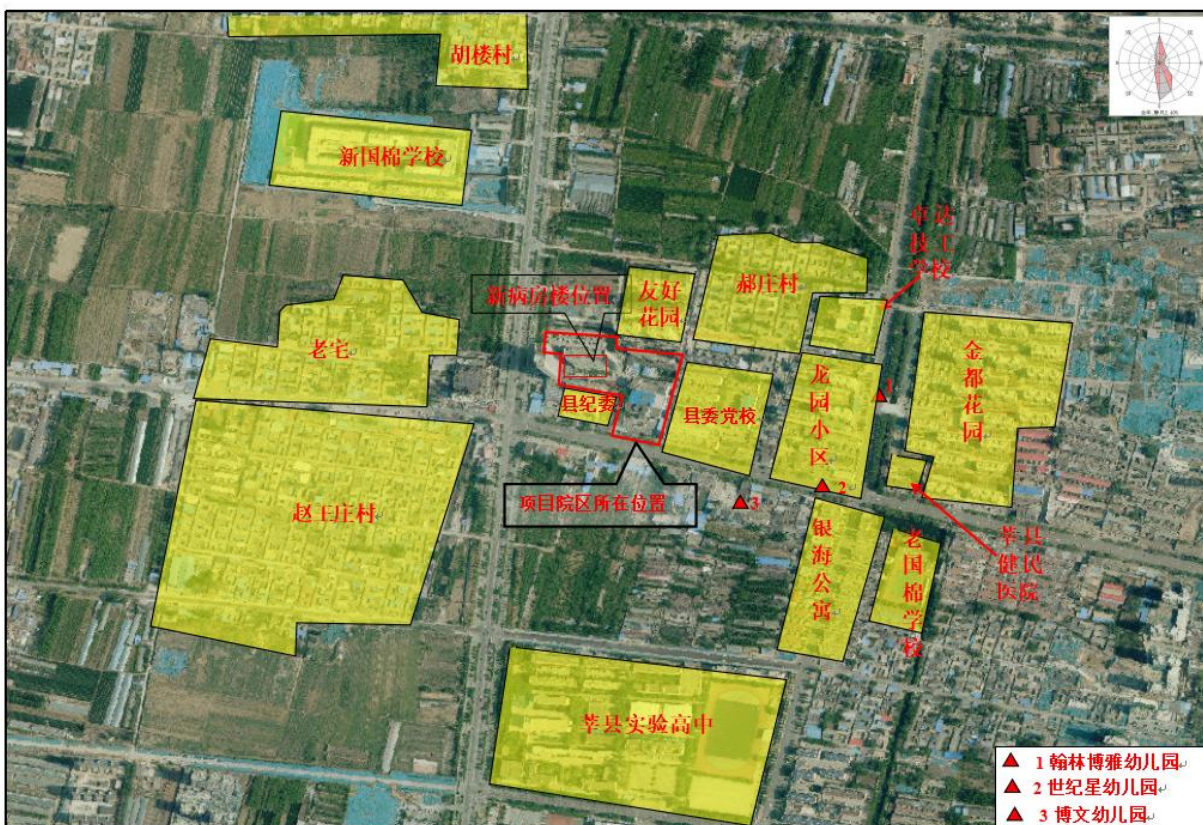 胡楼村
新国棉学校
卓达
技工
学校
新病房楼位置
友好
花园
郝庄村
老宅
金都花园
龙园小区
1
县纪委
县委党校
2
3
项目院区所在位置
赵王庄村
银海公寓
老国棉学校
莘县
健民
医院
莘县实验高中
1 翰林博雅幼儿园
2 世纪星幼儿园
3 博文幼儿园